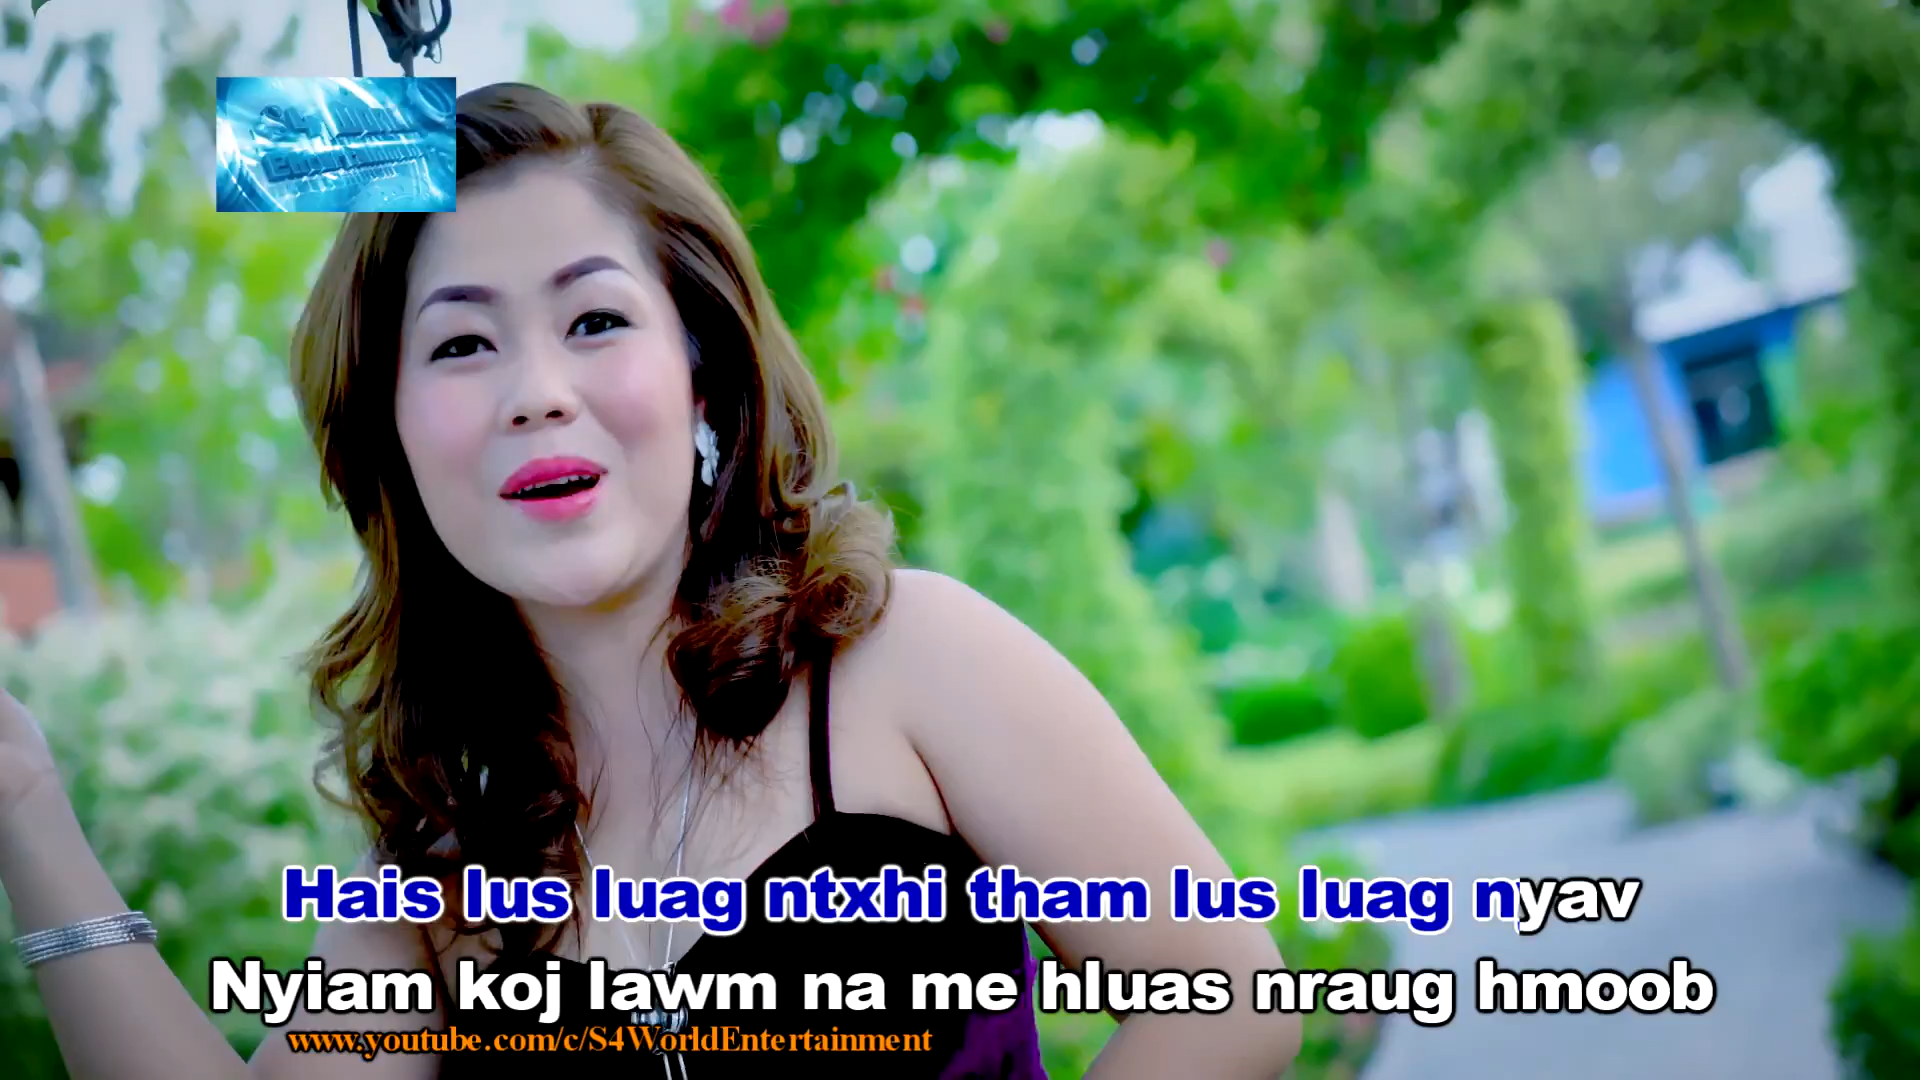 Hais lus luag ntxhi tham lus luag nyav
Nyiam koj lawm na me hluas nraug hmoob
www.youtube.com/c/S4WorldEntertainment